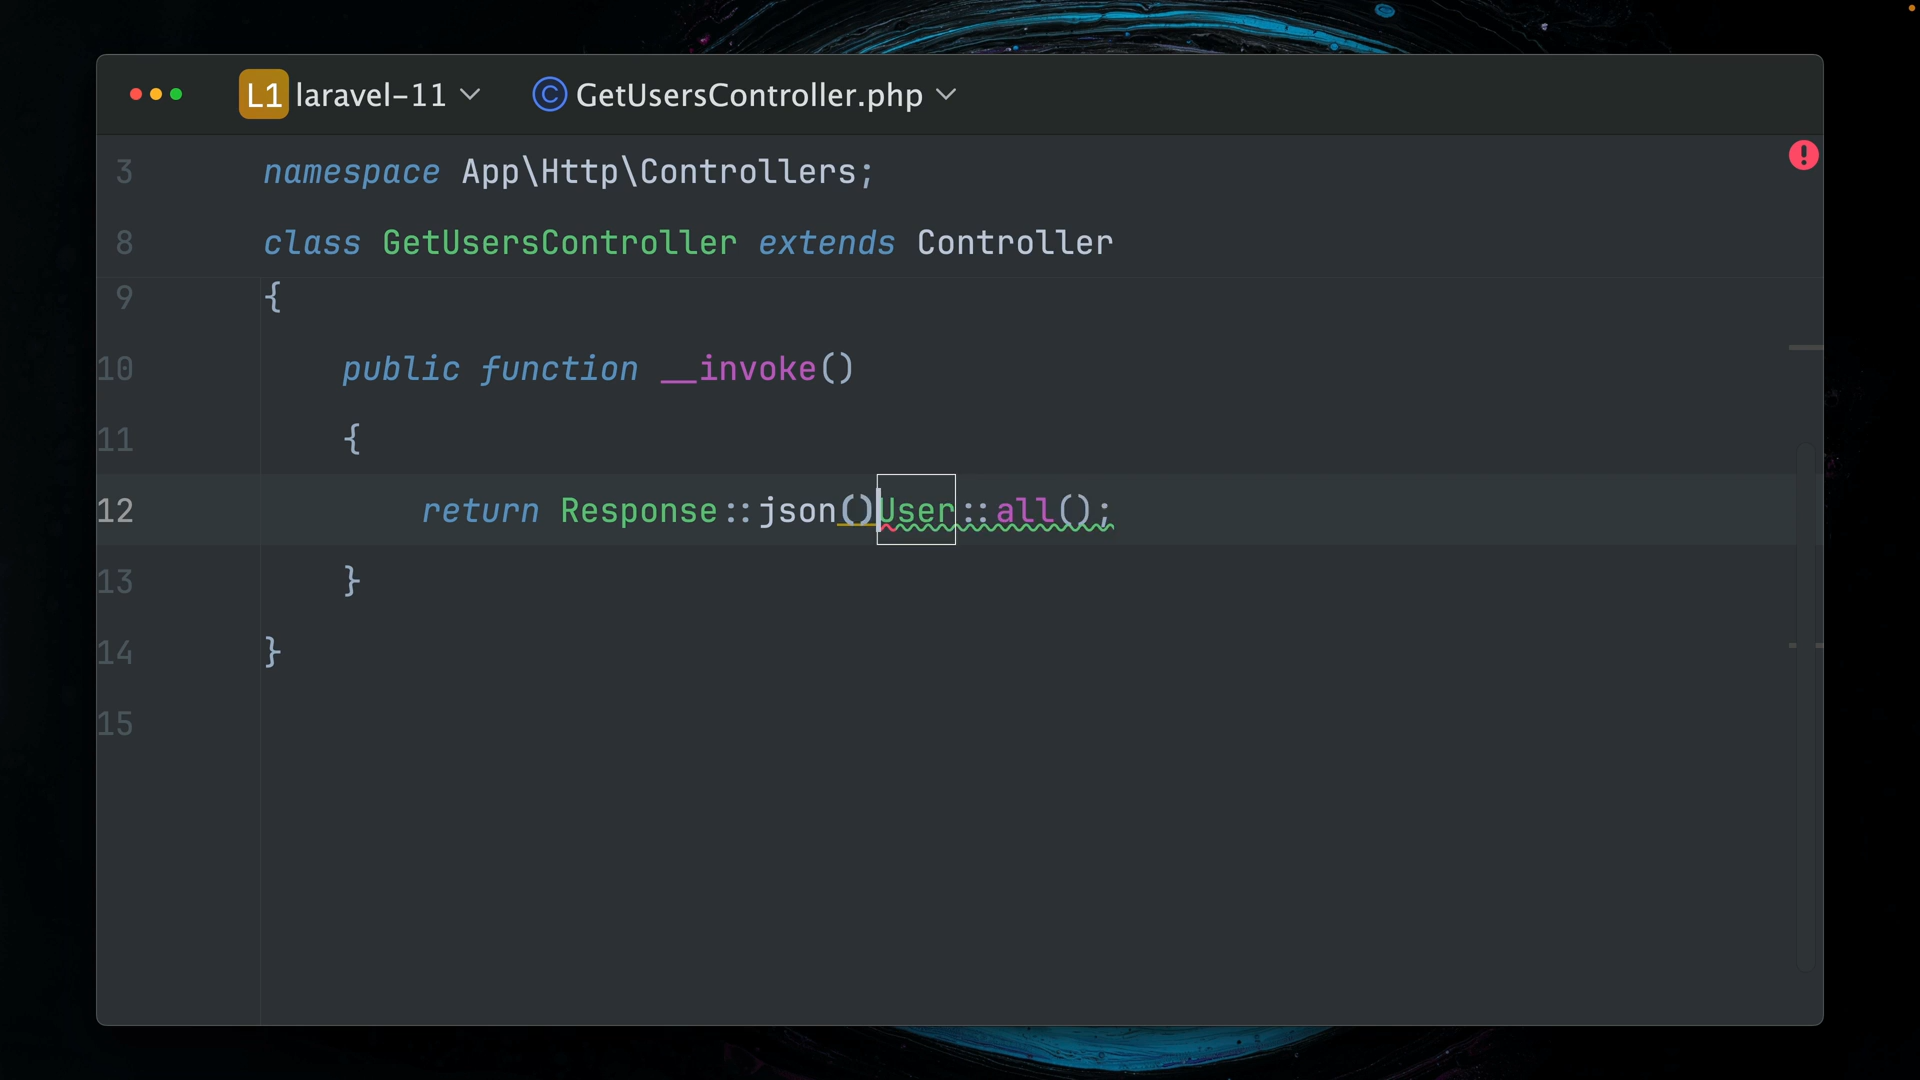 L1 laravel-11 GetUsersController.php
3 namespace App\Http\Controllers;
8 class GetUsersController extends Controller
9 {
10 public function __invoke()
11 {
12 return Response::json()User::all();
13 }
14 }
15